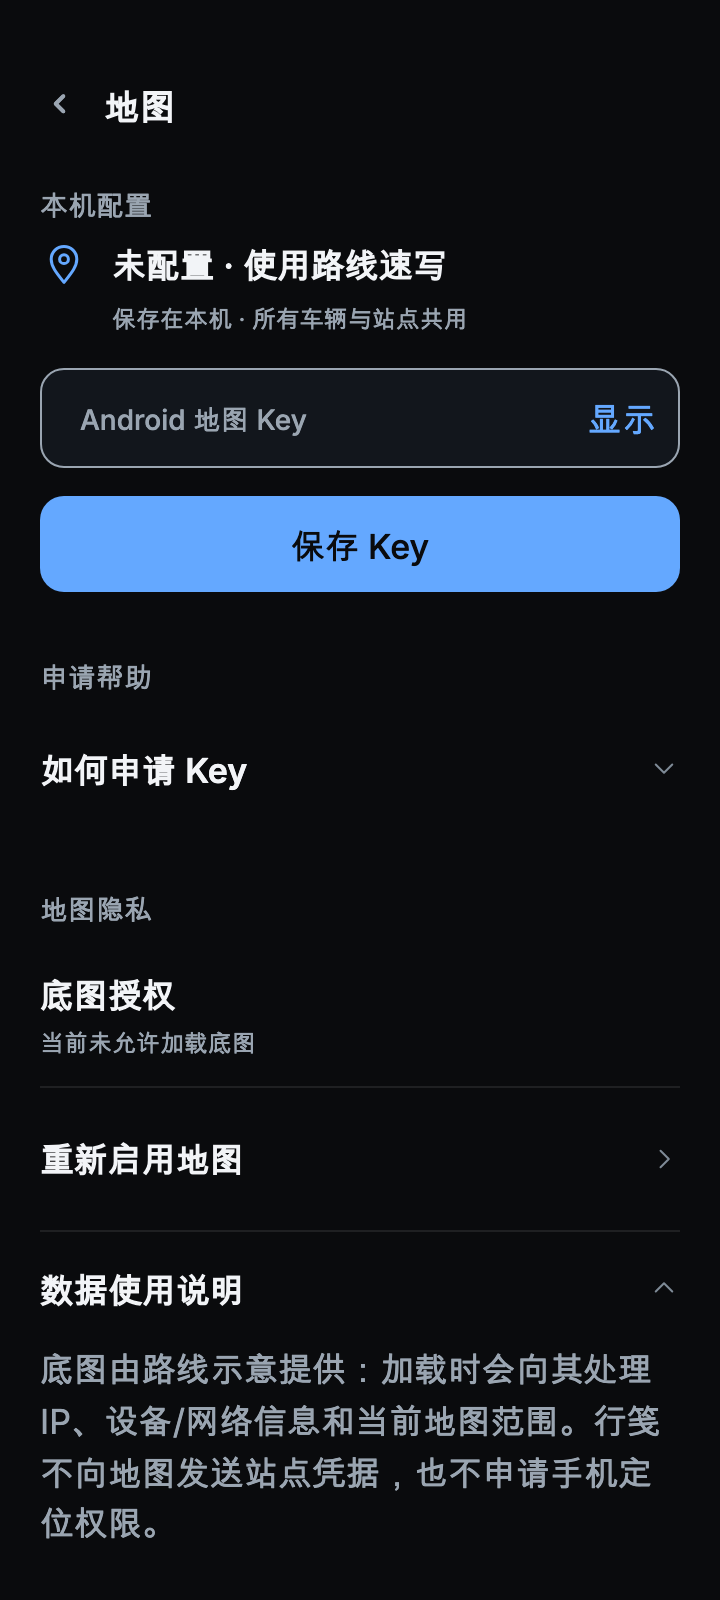 地图
本机配置
未配置 · 使用路线速写
保存在本机 · 所有车辆与站点共用
Android 地图 Key 显示
保存 Key
申请帮助
如何申请 Key
地图隐私
底图授权
当前未允许加载底图
重新启用地图
数据使用说明
底图由路线示意提供：加载时会向其处理
IP、设备/网络信息和当前地图范围。行笺
不向地图发送站点凭据，也不申请手机定
位权限。